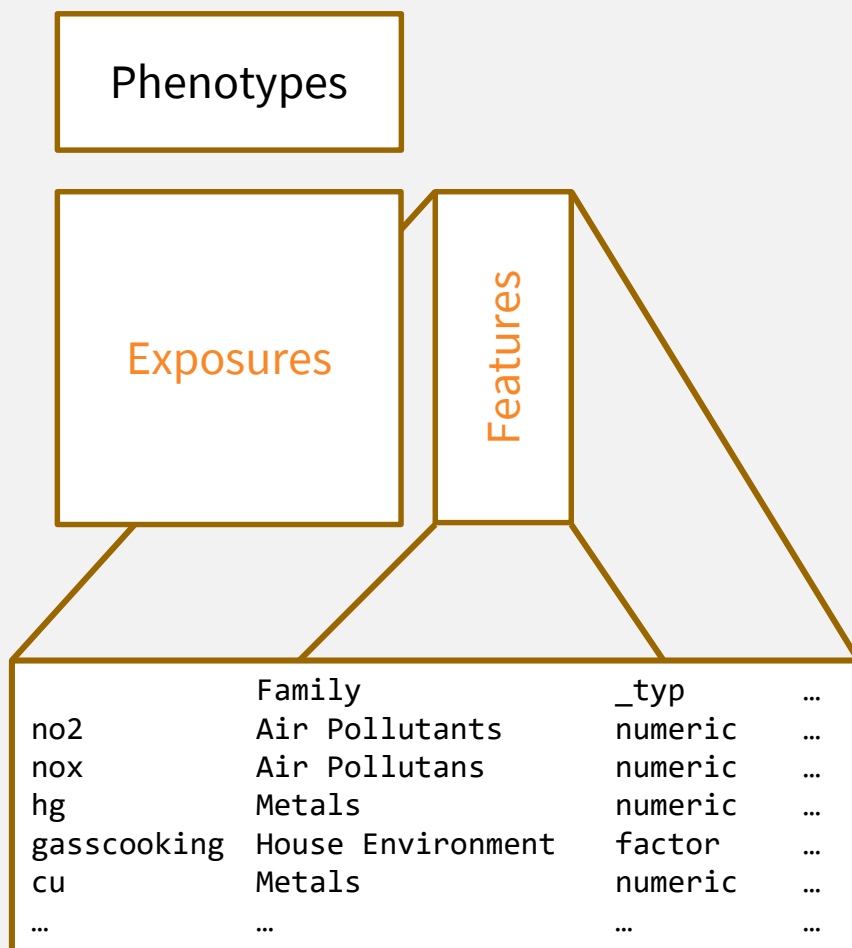 Phenotypes
Exposures
Features
Family _typ …
no2 Air Pollutants numeric …
nox Air Pollutans numeric …
hg Metals numeric …
gasscooking House Environment factor …
cu Metals numeric …
… … … …